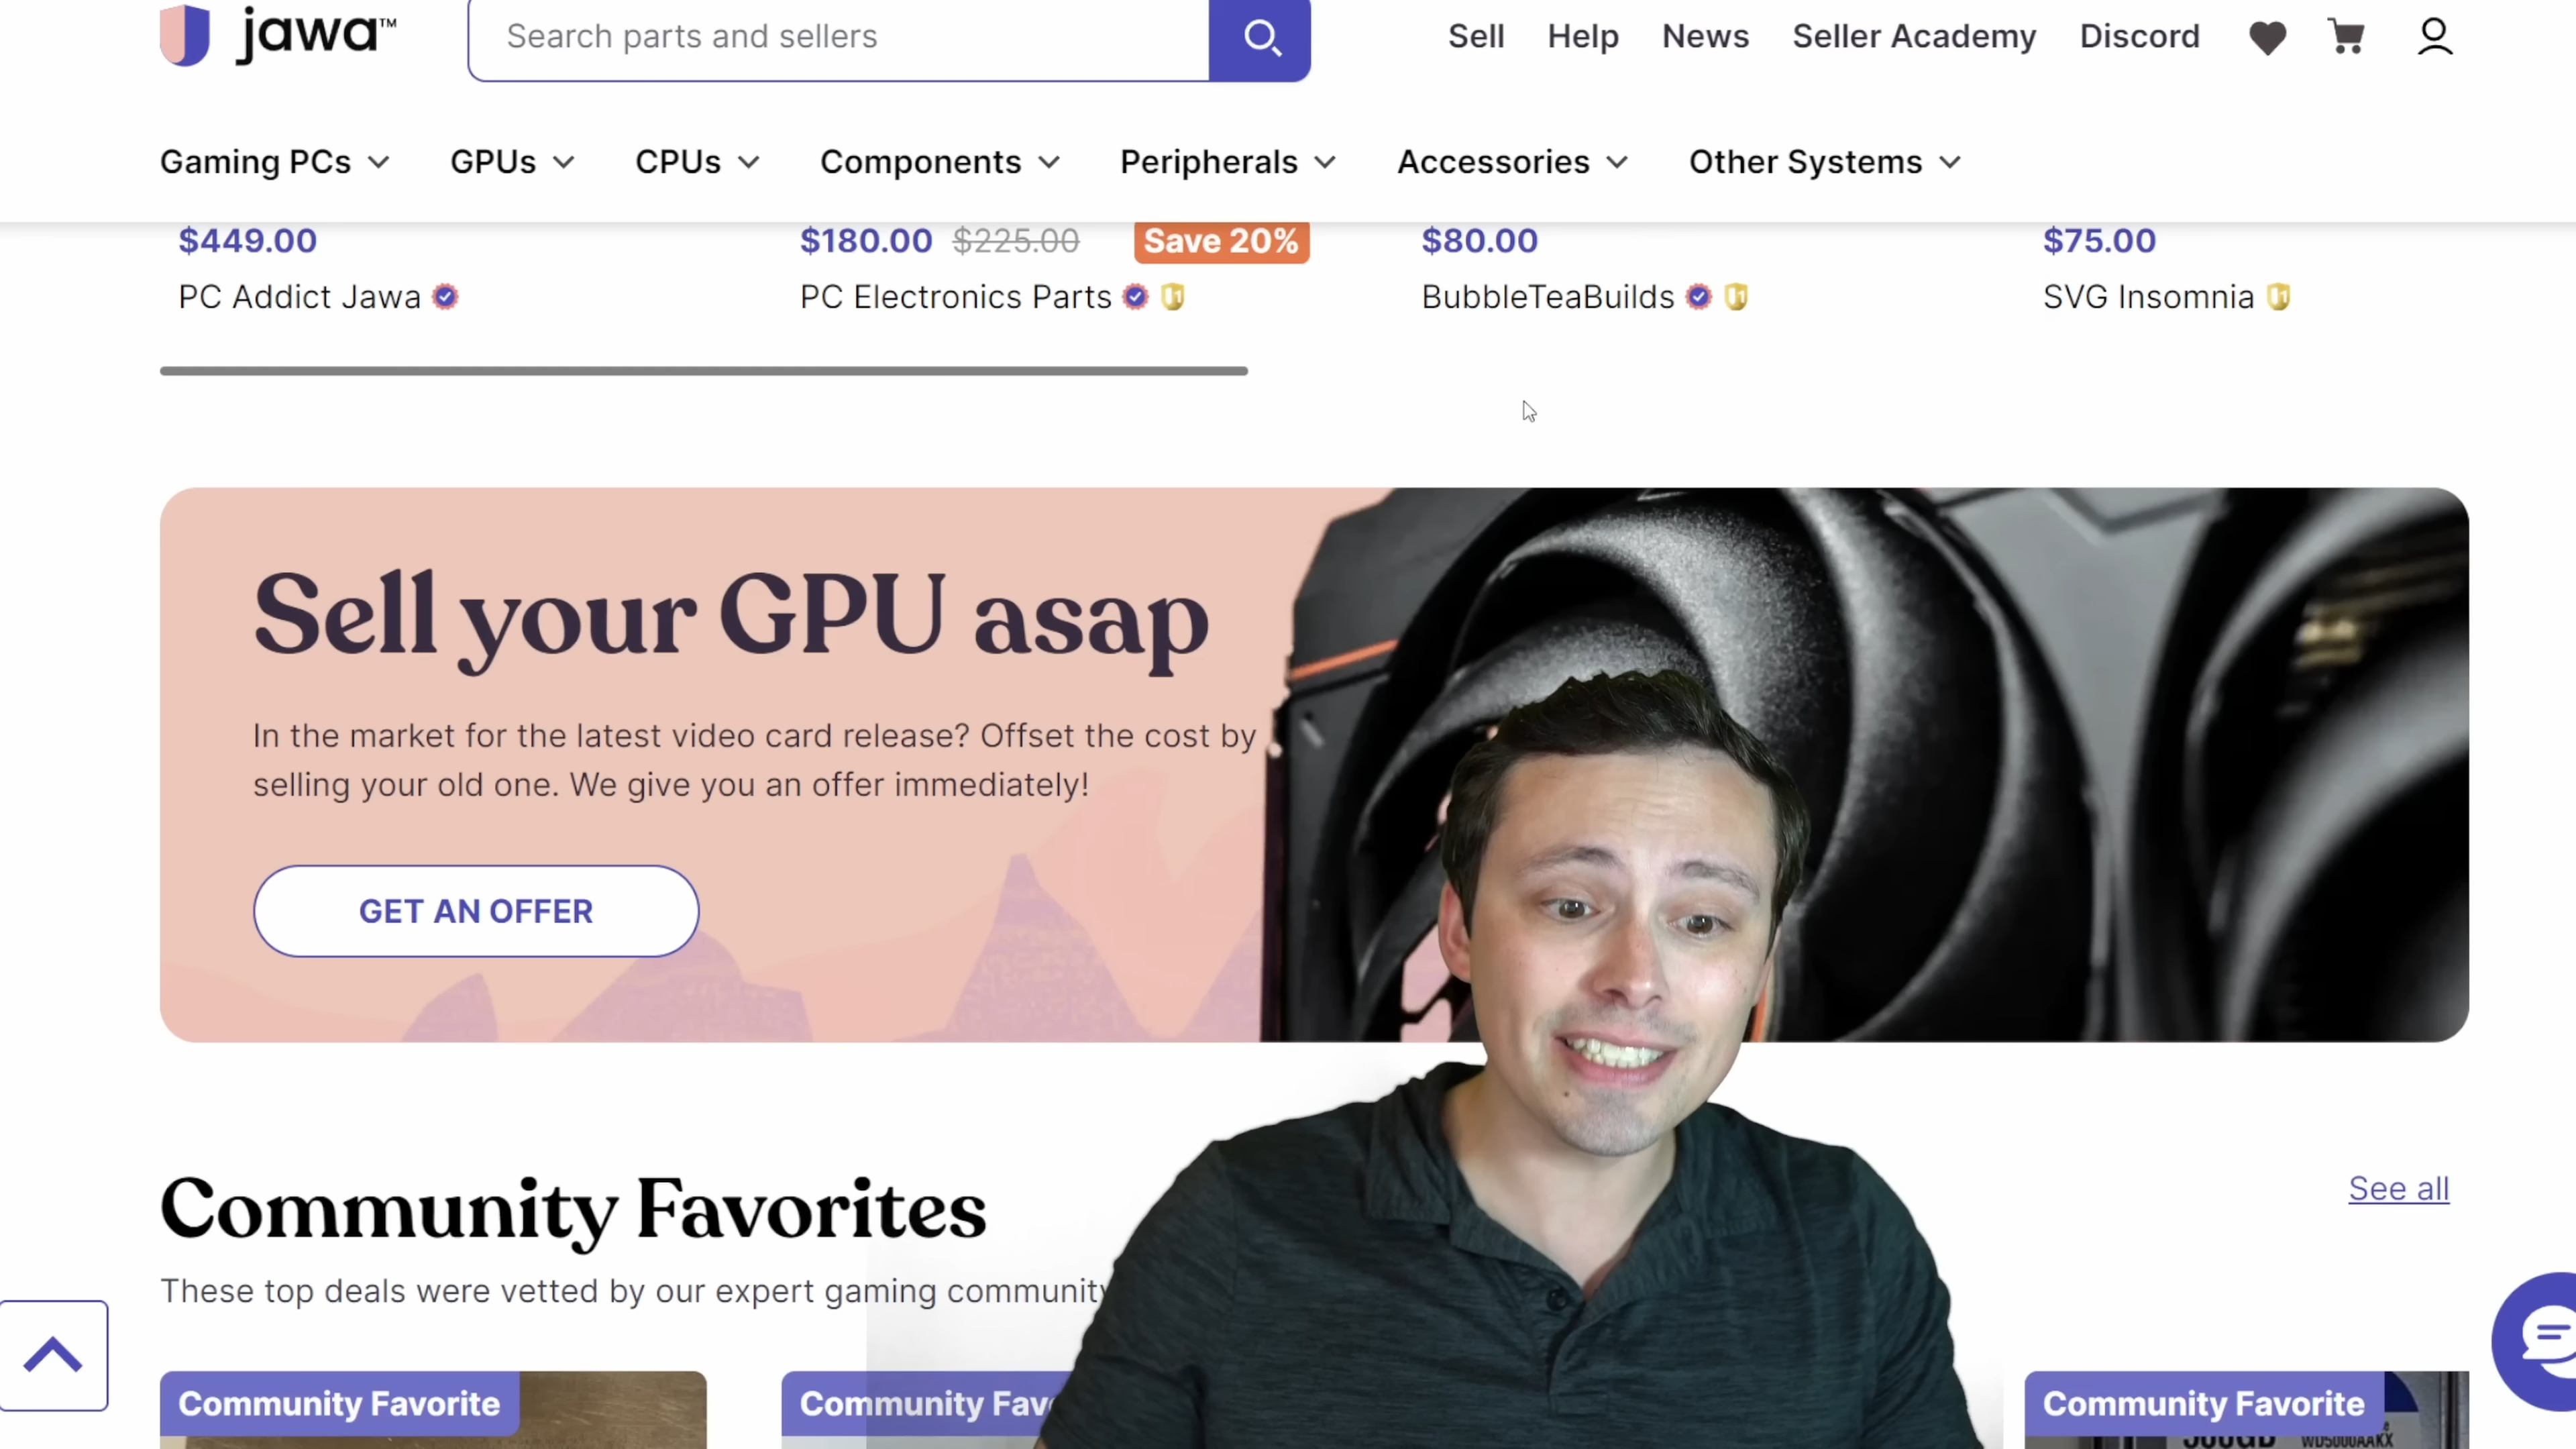 jawa™
Search parts and sellers
Sell Help News Seller Academy Discord
Gaming PCs GPUs CPUs Components Peripherals Accessories Other Systems
$449.00 $180.00 $225.00 Save 20% $80.00 $75.00
PC Addict Jawa PC Electronics Parts BubbleTeaBuilds SVG Insomnia
Sell your GPU asap
In the market for the latest video card release? Offset the cost by
selling your old one. We give you an offer immediately!
GET AN OFFER
Community Favorites
See all
These top deals were vetted by our expert gaming community
Community Favorite Community Fav Community Favorite
500GB WD5000AAKX